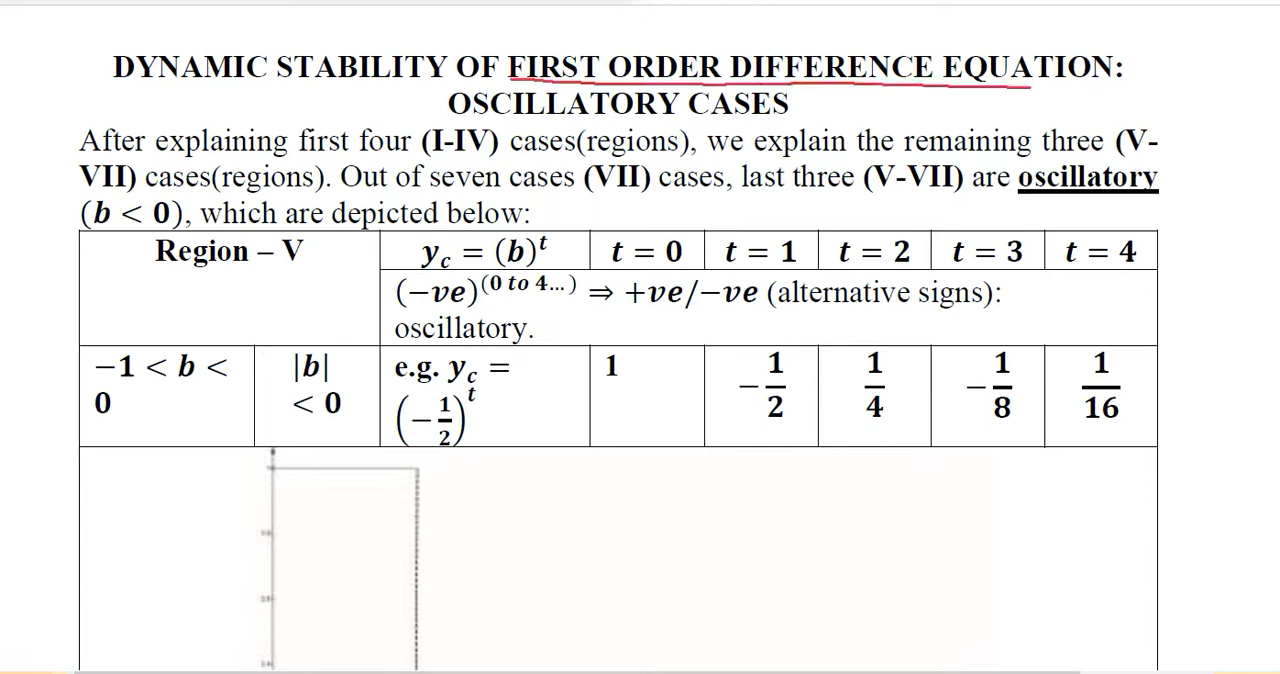 DYNAMIC STABILITY OF FIRST ORDER DIFFERENCE EQUATION:
OSCILLATORY CASES
After explaining first four (I-IV) cases(regions), we explain the remaining three (V-
VII) cases(regions). Out of seven cases (VII) cases, last three (V-VII) are oscillatory
(b < 0), which are depicted below:
Region – V y_c = (b)^t t = 0 t = 1 t = 2 t = 3 t = 4
(−ve)^(0 to 4…) ⇒ +ve/−ve (alternative signs):
oscillatory.
−1 < b < 0 |b| < 0 e.g. y_c = (−1/2)^t 1 −1/2 1/4 −1/8 1/16